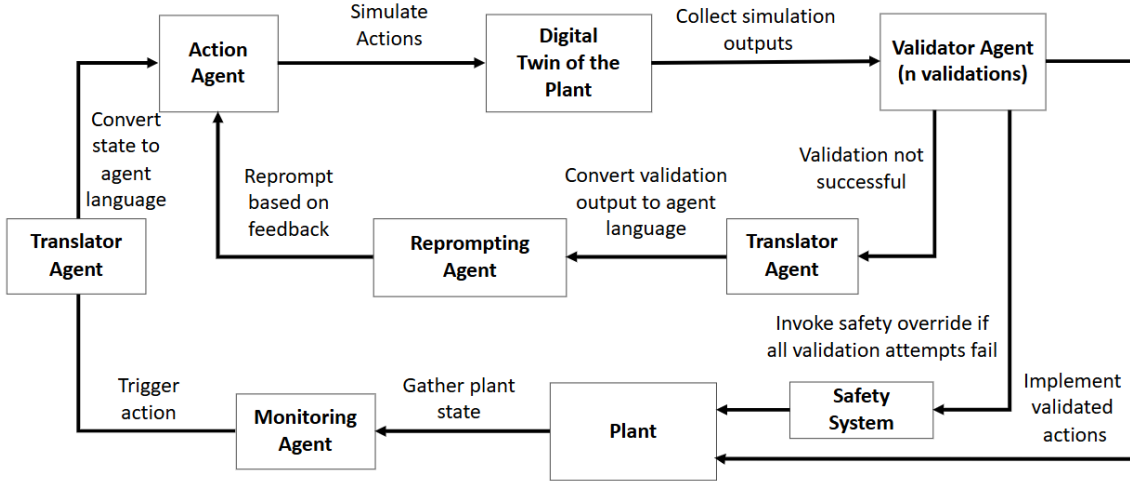 Simulate
Actions
Collect simulation
outputs
Action
Agent
Digital
Twin of the
Plant
Validator Agent
(n validations)
Convert
state to
agent
language
Reprompt
based on
feedback
Convert validation
output to agent
language
Validation not
successful
Translator
Agent
Reprompting
Agent
Translator
Agent
Invoke safety override if
all validation attempts fail
Trigger
action
Monitoring
Agent
Gather plant
state
Plant
Safety
System
Implement
validated
actions